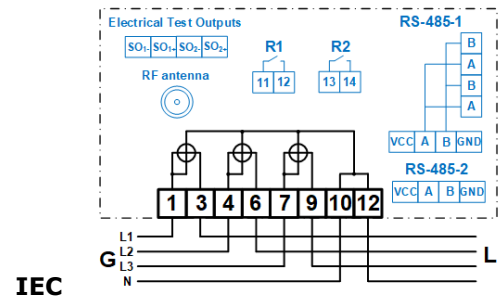 Electrical Test Outputs
RS-485-1
SO1- SO1+ SO2- SO2+
R1
R2
B
A
B
A
RF antenna
11 12
13 14
VCC A B GND
RS-485-2
VCC A B GND
1 3 4 6 7 9 10 12
L1
G L2 L
L3
N
IEC